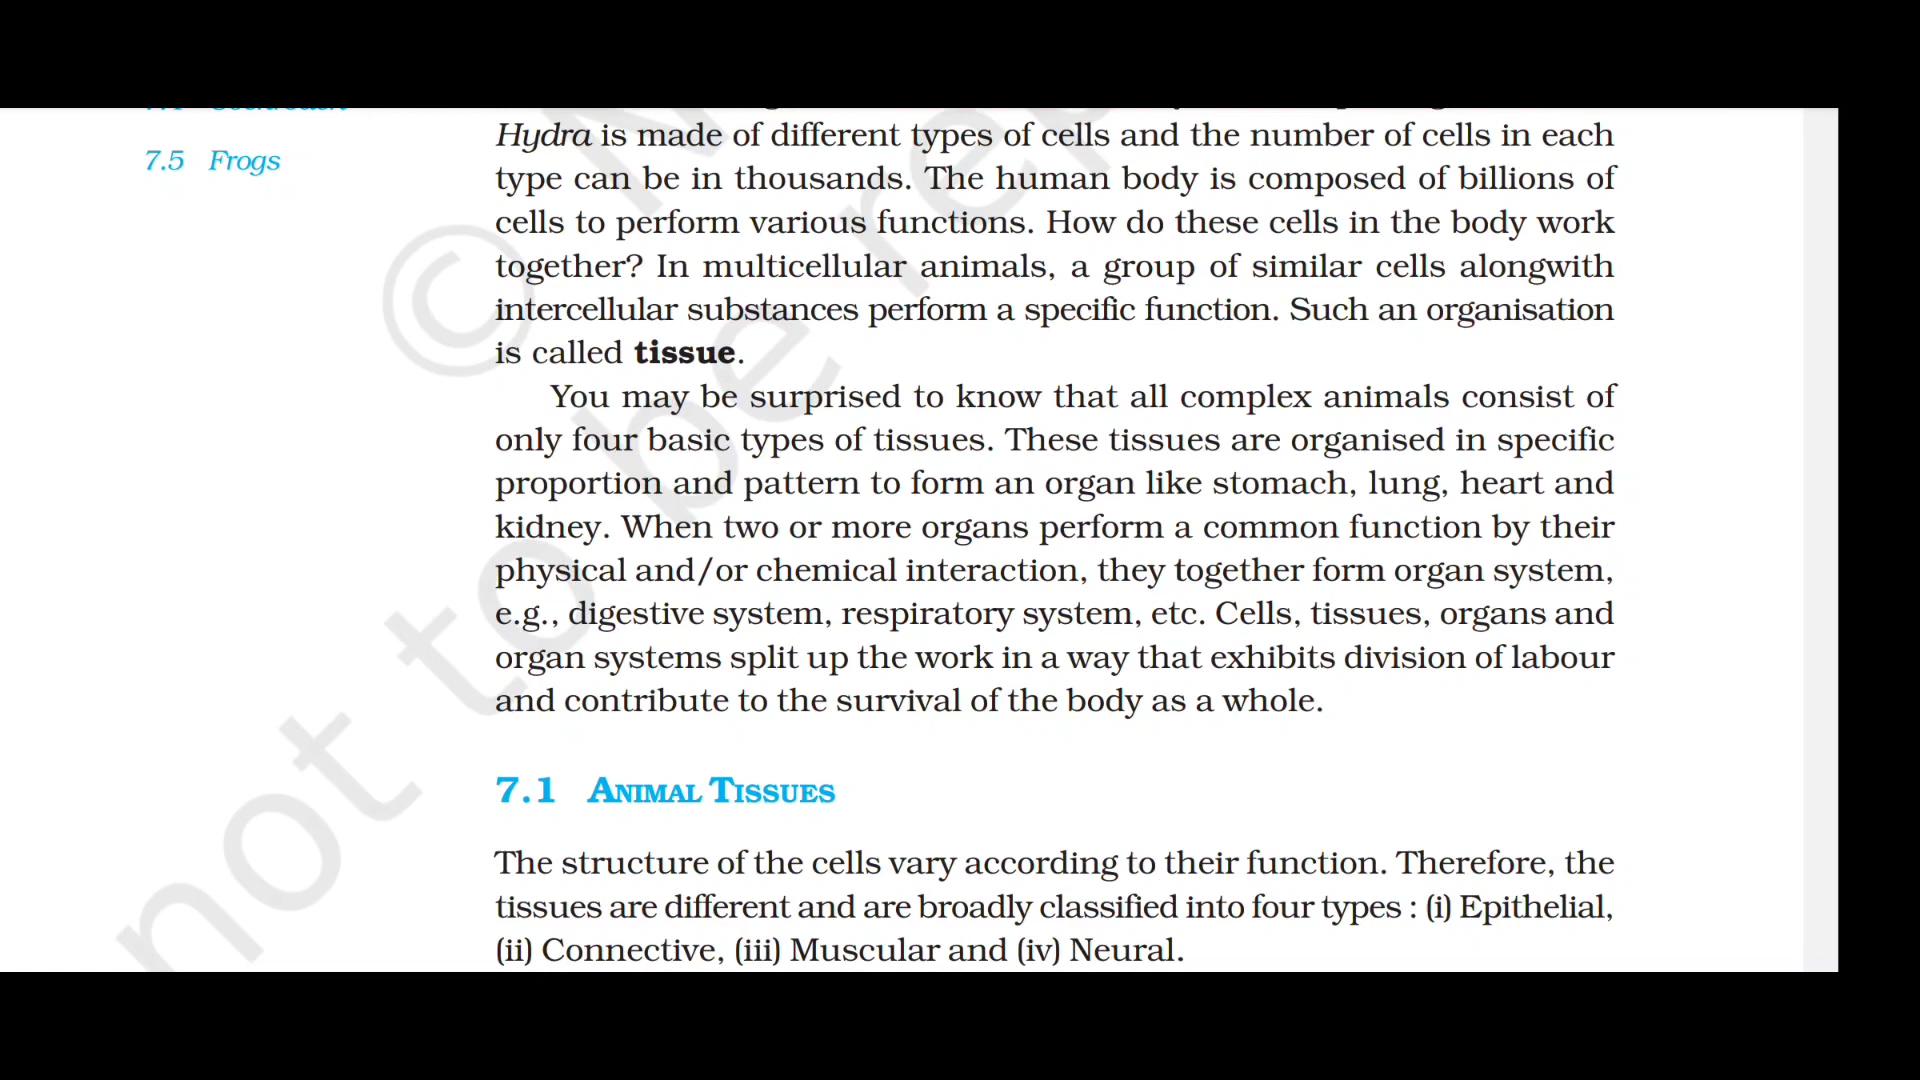 Hydra is made of different types of cells and the number of cells in each
type can be in thousands. The human body is composed of billions of
cells to perform various functions. How do these cells in the body work
together? In multicellular animals, a group of similar cells alongwith
intercellular substances perform a specific function. Such an organisation
is called tissue.
You may be surprised to know that all complex animals consist of
only four basic types of tissues. These tissues are organised in specific
proportion and pattern to form an organ like stomach, lung, heart and
kidney. When two or more organs perform a common function by their
physical and/or chemical interaction, they together form organ system,
e.g., digestive system, respiratory system, etc. Cells, tissues, organs and
organ systems split up the work in a way that exhibits division of labour
and contribute to the survival of the body as a whole.
7.1 ANIMAL TISSUES
The structure of the cells vary according to their function. Therefore, the
tissues are different and are broadly classified into four types : (i) Epithelial,
(ii) Connective, (iii) Muscular and (iv) Neural.
7.5 Frogs
©
not to be